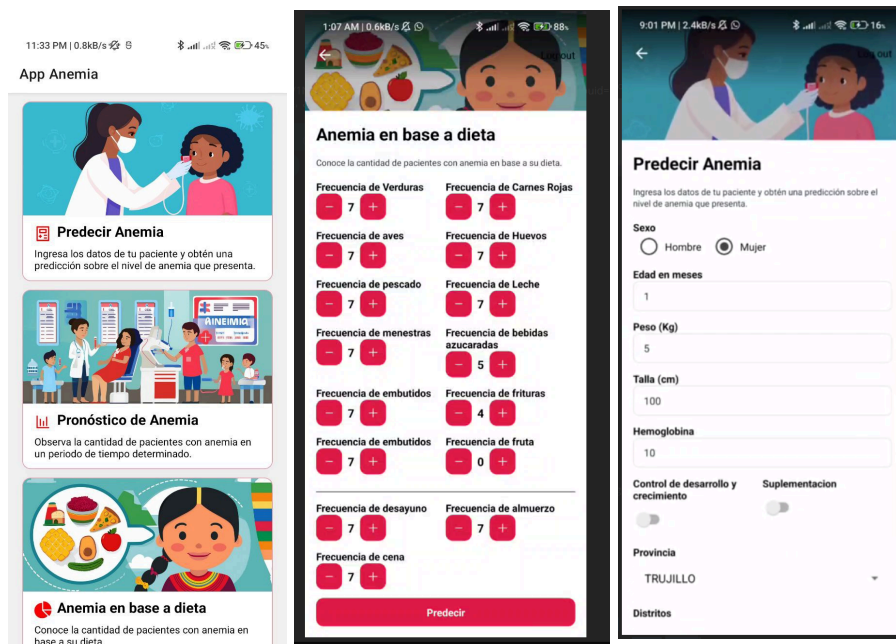 11:33 PM | 0.8kB/s
45%
App Anemia
Predecir Anemia
Ingresa los datos de tu paciente y obtén una
predicción sobre el nivel de anemia que presenta.
AINEIMIA
Pronóstico de Anemia
Observa la cantidad de pacientes con anemia en
un periodo de tiempo determinado.
Anemia en base a dieta
Conoce la cantidad de pacientes con anemia en
base a su dieta.
1:07 AM | 0.6kB/s
88%
Log out
Anemia en base a dieta
Conoce la cantidad de pacientes con anemia en base a su dieta.
Frecuencia de Verduras
Frecuencia de Carnes Rojas
− 7 +
− 7 +
Frecuencia de aves
Frecuencia de Huevos
− 7 +
− 7 +
Frecuencia de pescado
Frecuencia de Leche
− 7 +
− 7 +
Frecuencia de menestras
− 7 +
Frecuencia de bebidas
azucaradas
− 5 +
Frecuencia de embutidos
Frecuencia de frituras
− 7 +
− 4 +
Frecuencia de embutidos
Frecuencia de fruta
− 7 +
− 0 +
Frecuencia de desayuno
Frecuencia de almuerzo
− 7 +
− 7 +
Frecuencia de cena
− 7 +
Predecir
9:01 PM | 2.4kB/s
16%
Log out
Predecir Anemia
Ingresa los datos de tu paciente y obtén una predicción sobre el
nivel de anemia que presenta.
Sexo
Hombre
Mujer
Edad en meses
1
Peso (Kg)
5
Talla (cm)
100
Hemoglobina
10
Control de desarrollo y
crecimiento
Suplementacion
Provincia
TRUJILLO
Distritos